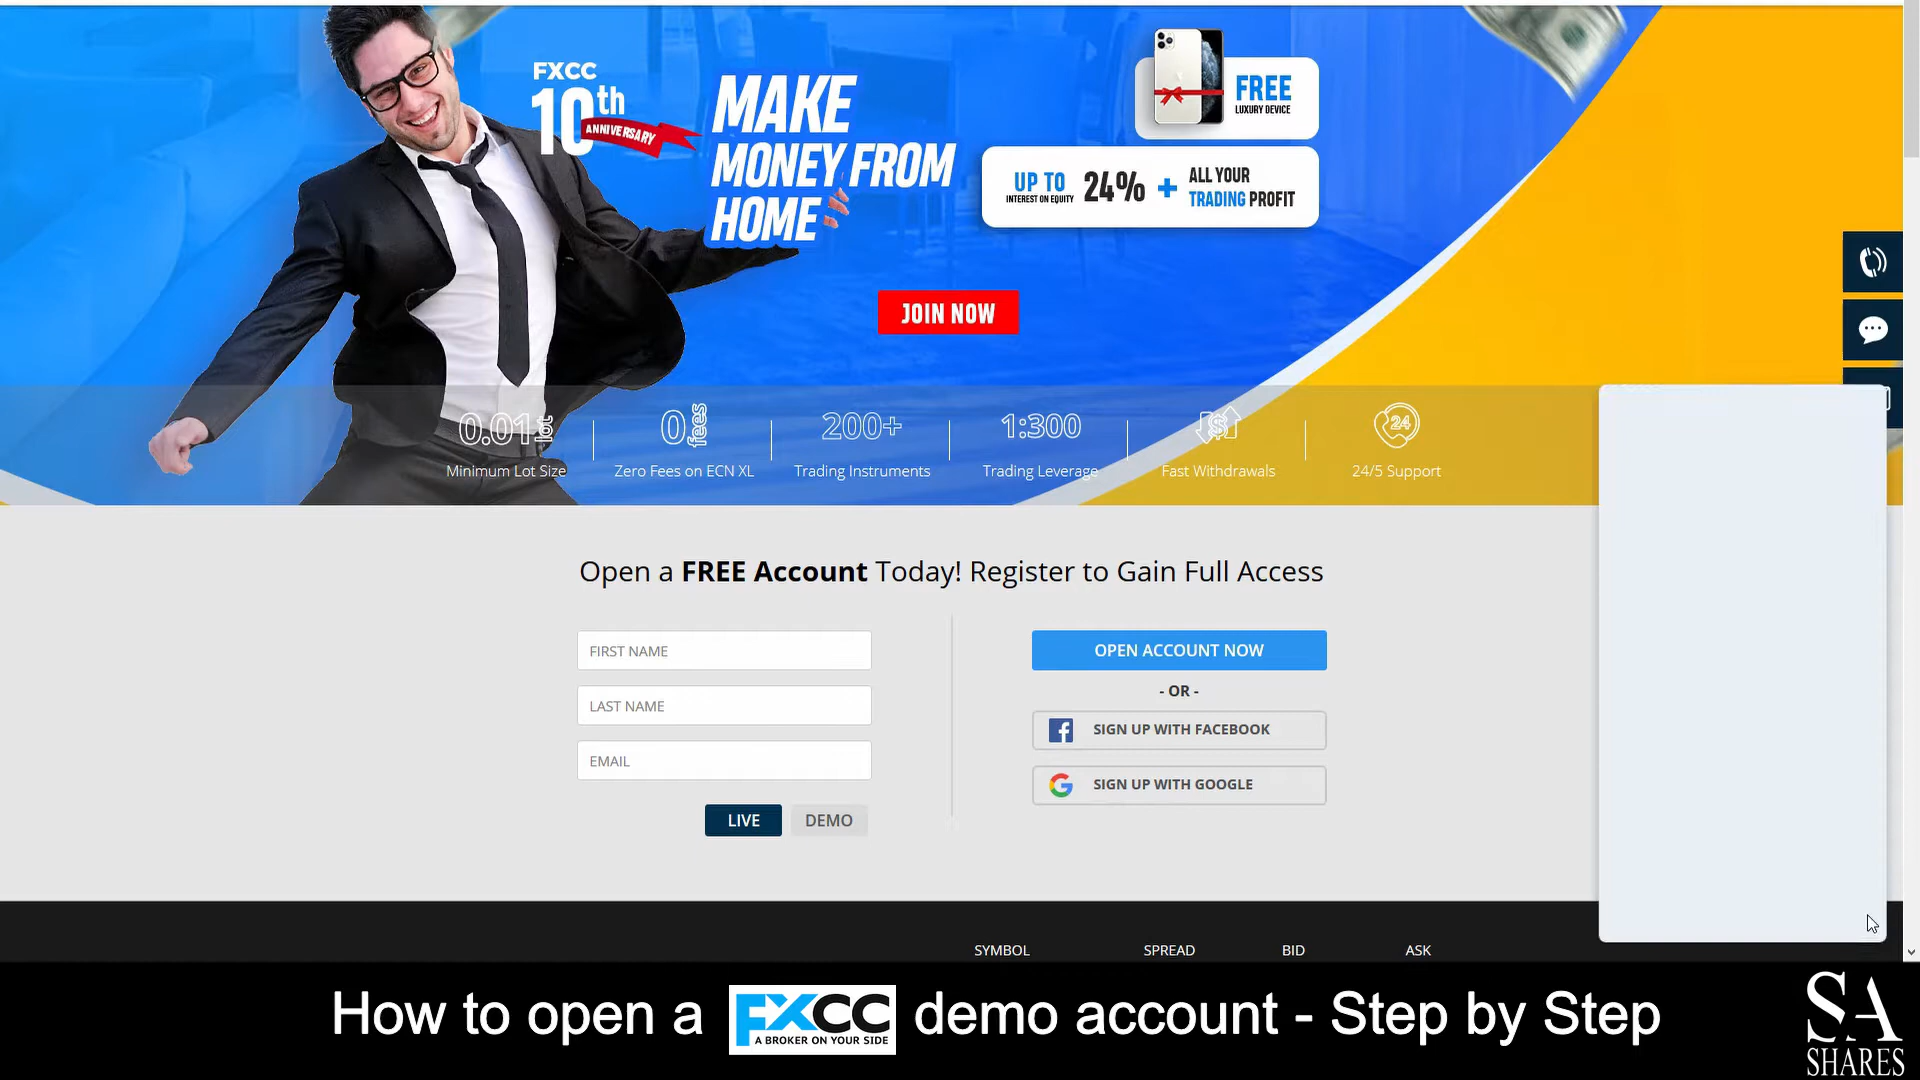 FXCC
10th
ANNIVERSARY
MAKE
MONEY FROM
HOME
FREE
LUXURY DEVICE
UP TO
INTEREST ON EQUITY
24%
+
ALL YOUR
TRADING PROFIT
JOIN NOW
0.01 lot
Minimum Lot Size
0 fees
Zero Fees on ECN XL
200+
Trading Instruments
1:300
Trading Leverage
$
Fast Withdrawals
24
24/5 Support
Open a FREE Account Today! Register to Gain Full Access
FIRST NAME
LAST NAME
EMAIL
LIVE
DEMO
OPEN ACCOUNT NOW
- OR -
SIGN UP WITH FACEBOOK
SIGN UP WITH GOOGLE
SYMBOL SPREAD BID ASK
How to open a FXCC demo account - Step by Step
A BROKER ON YOUR SIDE
SA
SHARES